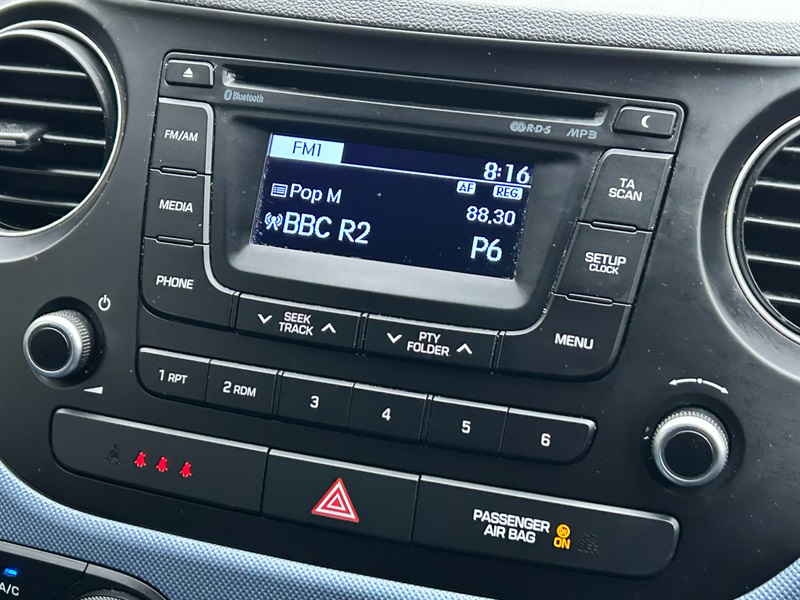 Bluetooth
R·D·S
MP3
FM/AM
MEDIA
PHONE
FM1
8:16
AF
REG
Pop M
88.30
BBC R2
P6
TA
SCAN
SETUP
CLOCK
SEEK
TRACK
PTY
FOLDER
MENU
1 RPT
2 RDM
3
4
5
6
PASSENGER
AIR BAG
ON
A/C